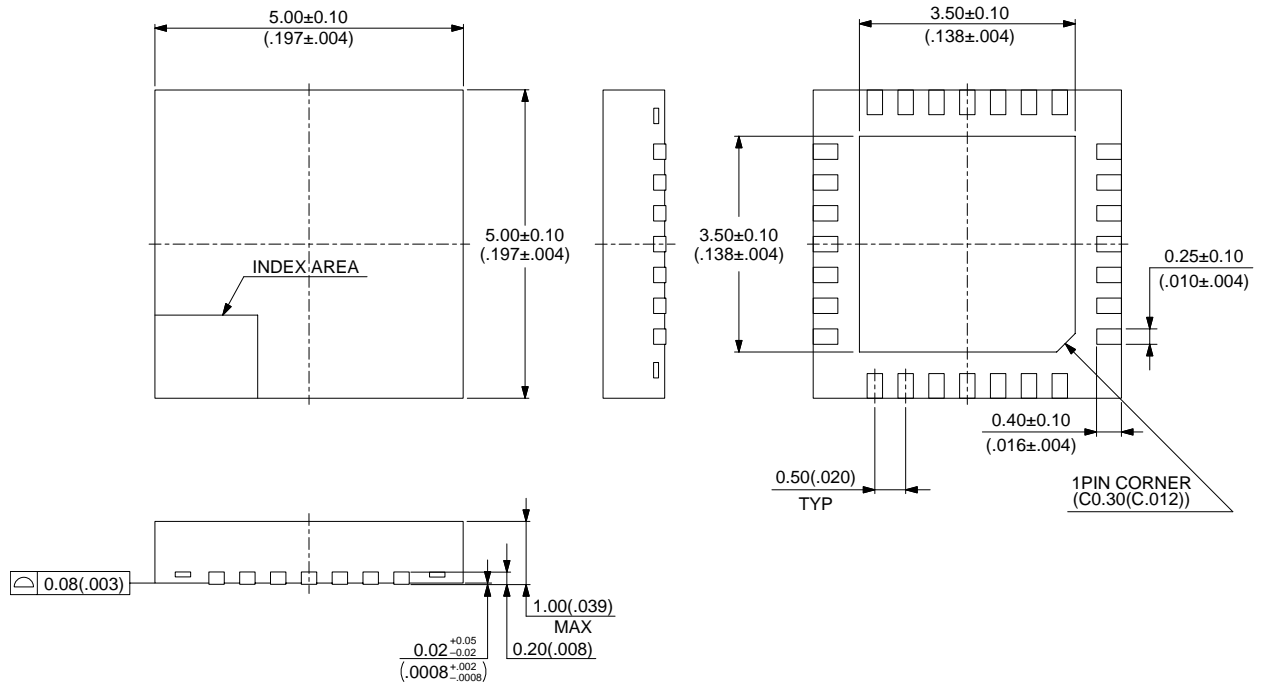 5.00±0.10
(.197±.004)
3.50±0.10
(.138±.004)
INDEX AREA
5.00±0.10
(.197±.004)
3.50±0.10
(.138±.004)
0.25±0.10
(.010±.004)
0.40±0.10
(.016±.004)
0.50(.020)
TYP
1PIN CORNER
(C0.30(C.012))
0.08(.003)
1.00(.039)
MAX
0.02 +0.05 −0.02
(.0008 +.002 −.0008)
0.20(.008)